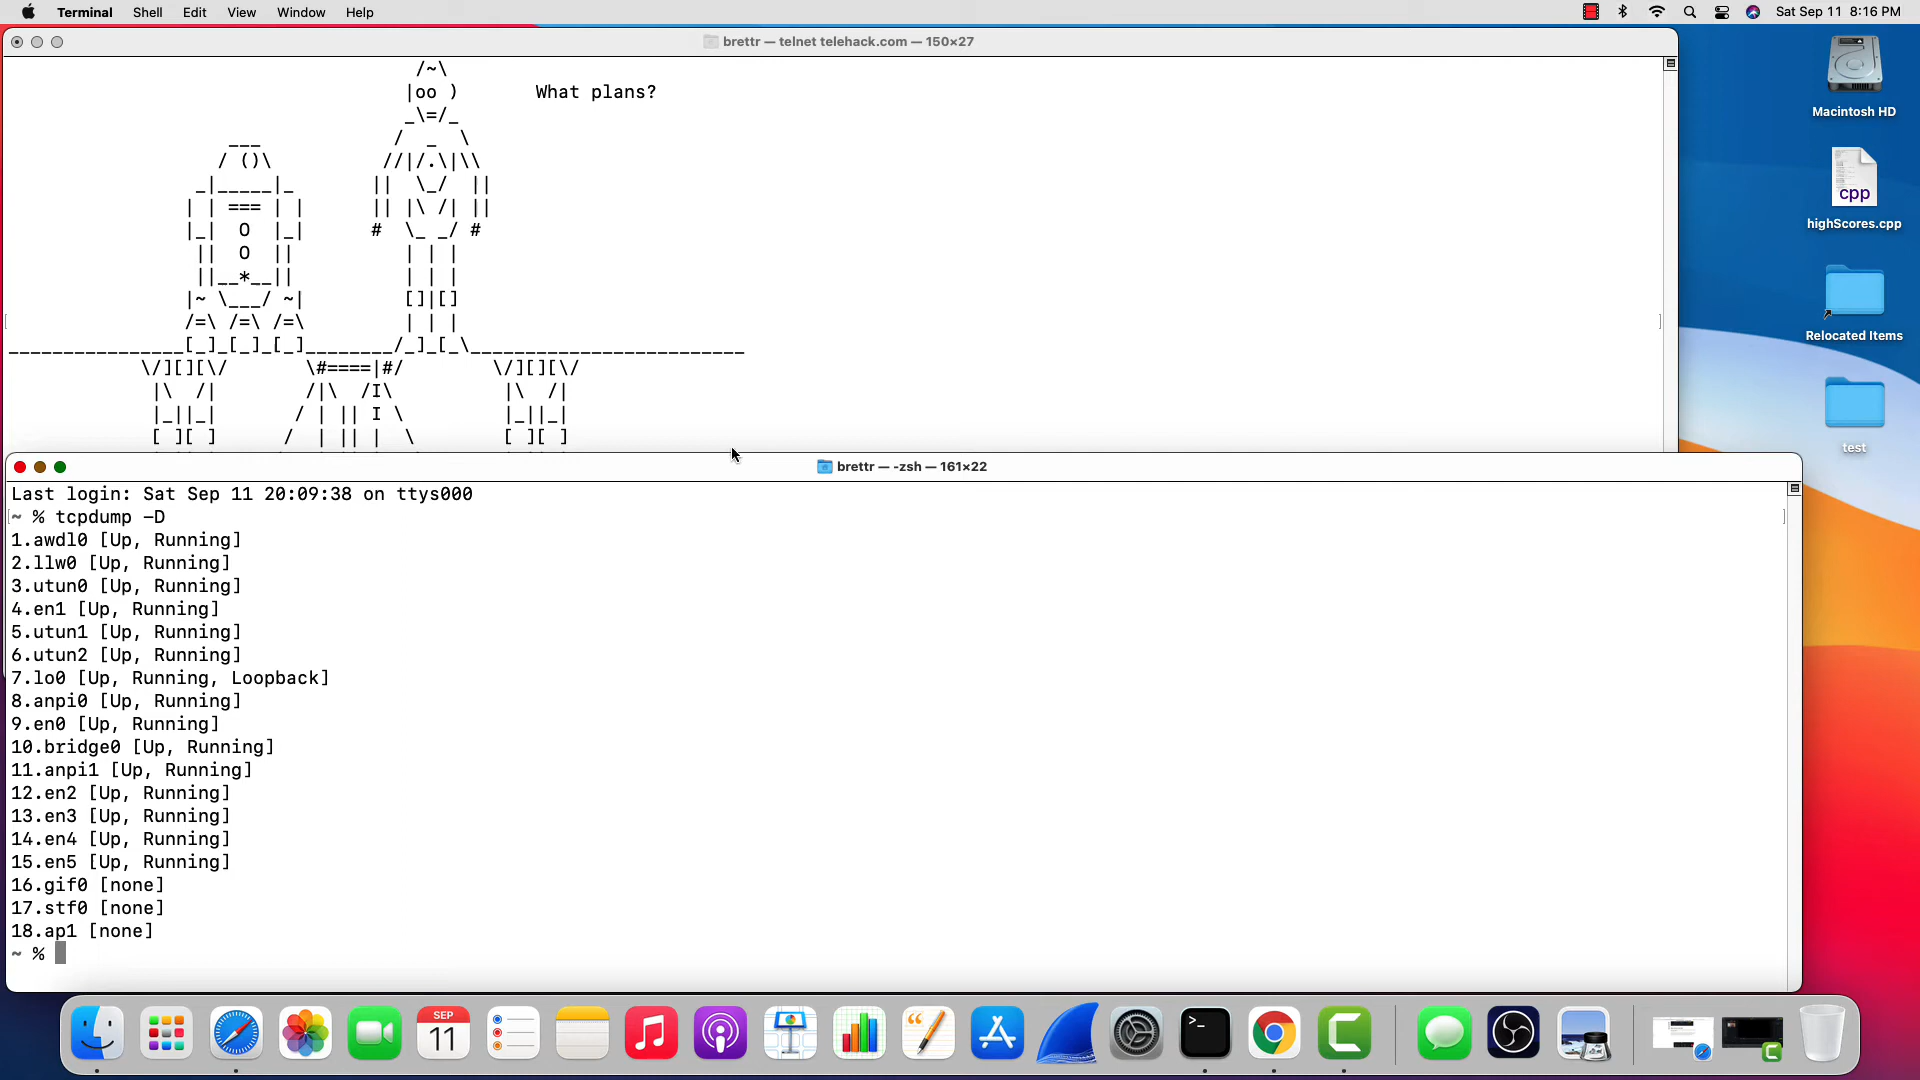 Terminal Shell Edit View Window Help Sat Sep 11 8:16 PM
brettr — telnet telehack.com — 150×27
What plans?
Macintosh HD
cpp
highScores.cpp
Relocated Items
test
brettr — -zsh — 161×22
Last login: Sat Sep 11 20:09:38 on ttys000
~ % tcpdump -D
1.awdl0 [Up, Running]
2.llw0 [Up, Running]
3.utun0 [Up, Running]
4.en1 [Up, Running]
5.utun1 [Up, Running]
6.utun2 [Up, Running]
7.lo0 [Up, Running, Loopback]
8.anpi0 [Up, Running]
9.en0 [Up, Running]
10.bridge0 [Up, Running]
11.anpi1 [Up, Running]
12.en2 [Up, Running]
13.en3 [Up, Running]
14.en4 [Up, Running]
15.en5 [Up, Running]
16.gif0 [none]
17.stf0 [none]
18.ap1 [none]
~ %
SEP
11